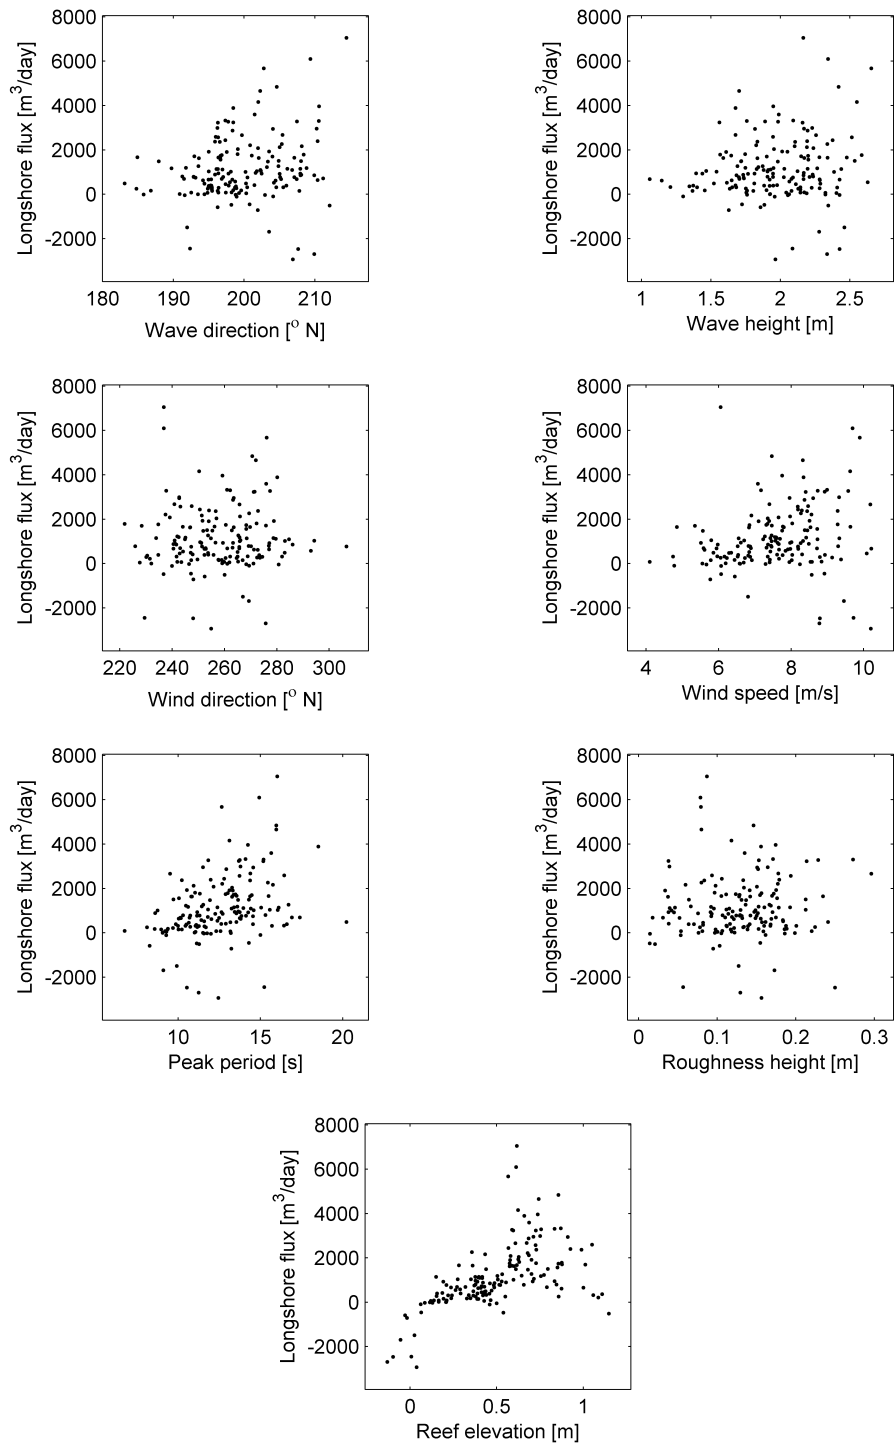 8000
6000
4000
2000
0
-2000
Longshore flux [m³/day]
180 190 200 210
Wave direction [° N]
8000
6000
4000
2000
0
-2000
Longshore flux [m³/day]
1 1.5 2 2.5
Wave height [m]
8000
6000
4000
2000
0
-2000
Longshore flux [m³/day]
220 240 260 280 300
Wind direction [° N]
8000
6000
4000
2000
0
-2000
Longshore flux [m³/day]
4 6 8 10
Wind speed [m/s]
8000
6000
4000
2000
0
-2000
Longshore flux [m³/day]
10 15 20
Peak period [s]
8000
6000
4000
2000
0
-2000
Longshore flux [m³/day]
0 0.1 0.2 0.3
Roughness height [m]
8000
6000
4000
2000
0
-2000
Longshore flux [m³/day]
0 0.5 1
Reef elevation [m]